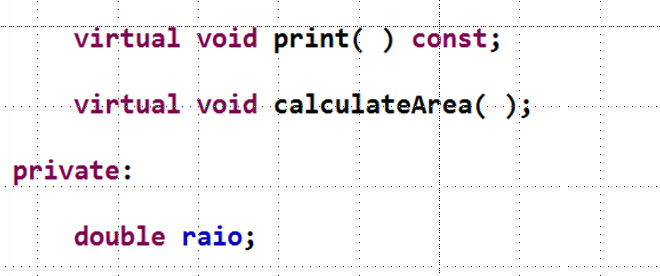 virtual void print( ) const;
virtual void calculateArea( );
private:
double raio;